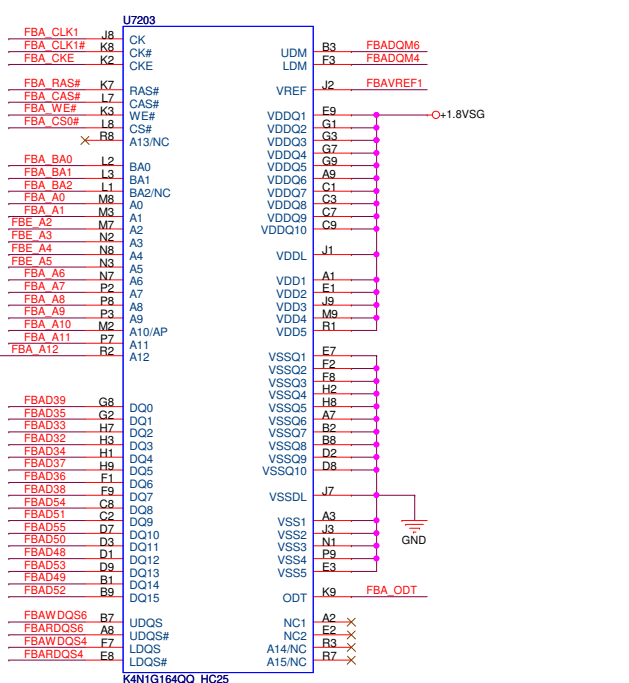 U7203
FBA_CLK1 J8 CK
FBA_CLK1# K8 CK#
FBA_CKE K2 CKE
FBA_RAS# K7 RAS#
FBA_CAS# L7 CAS#
FBA_WE# K3 WE#
FBA_CS0# L8 CS#
R8 A13/NC
FBA_BA0 L2 BA0
FBA_BA1 L3 BA1
FBA_BA2 L1 BA2/NC
FBA_A0 M8 A0
FBA_A1 M3 A1
FBE_A2 M7 A2
FBE_A3 N2 A3
FBE_A4 N8 A4
FBE_A5 N3 A5
FBA_A6 N7 A6
FBA_A7 P2 A7
FBA_A8 P8 A8
FBA_A9 P3 A9
FBA_A10 M2 A10/AP
FBA_A11 P7 A11
FBA_A12 R2 A12
FBAD39 G8 DQ0
FBAD35 G2 DQ1
FBAD33 H7 DQ2
FBAD32 H3 DQ3
FBAD34 H1 DQ4
FBAD37 H9 DQ5
FBAD36 F1 DQ6
FBAD38 F9 DQ7
FBAD54 C8 DQ8
FBAD51 C2 DQ9
FBAD55 D7 DQ10
FBAD50 D3 DQ11
FBAD48 D1 DQ12
FBAD53 D9 DQ13
FBAD49 B1 DQ14
FBAD52 B9 DQ15
FBAWDQS6 B7 UDQS
FBARDQS6 A8 UDQS#
FBAWDQS4 F7 LDQS
FBARDQS4 E8 LDQS#
UDM B3 FBADQM6
LDM F3 FBADQM4
VREF J2 FBAVREF1
VDDQ1 E9 +1.8VSG
VDDQ2 G1
VDDQ3 G3
VDDQ4 G7
VDDQ5 G9
VDDQ6 A9
VDDQ7 C1
VDDQ8 C3
VDDQ9 C7
VDDQ10 C9
VDDL J1
VDD1 A1
VDD2 E1
VDD3 J9
VDD4 M9
VDD5 R1
VSSQ1 E7
VSSQ2 F2
VSSQ3 F8
VSSQ4 H2
VSSQ5 H8
VSSQ6 A7
VSSQ7 B2
VSSQ8 B8
VSSQ9 D2
VSSQ10 D8
VSSDL J7
VSS1 A3
VSS2 J3
VSS3 N1
VSS4 P9
VSS5 E3
GND
ODT K9 FBA_ODT
NC1 A2
NC2 E2
A14/NC R3
A15/NC R7
K4N1G164QQ_HC25